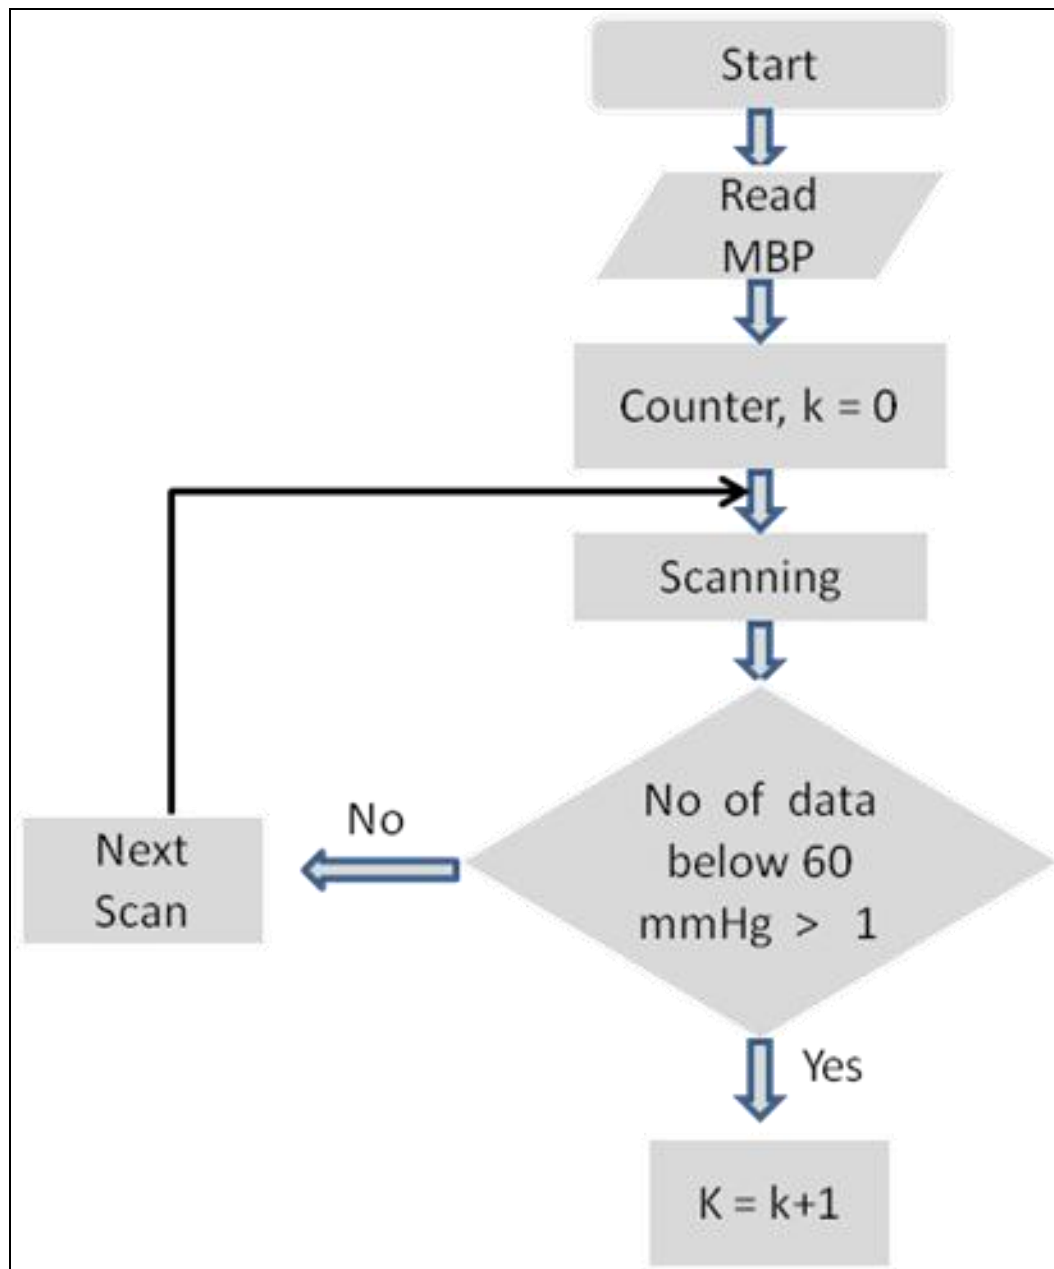 Start
Read
MBP
Counter, k = 0
Scanning
No of data
below 60
mmHg > 1
No
Next
Scan
Yes
K = k+1